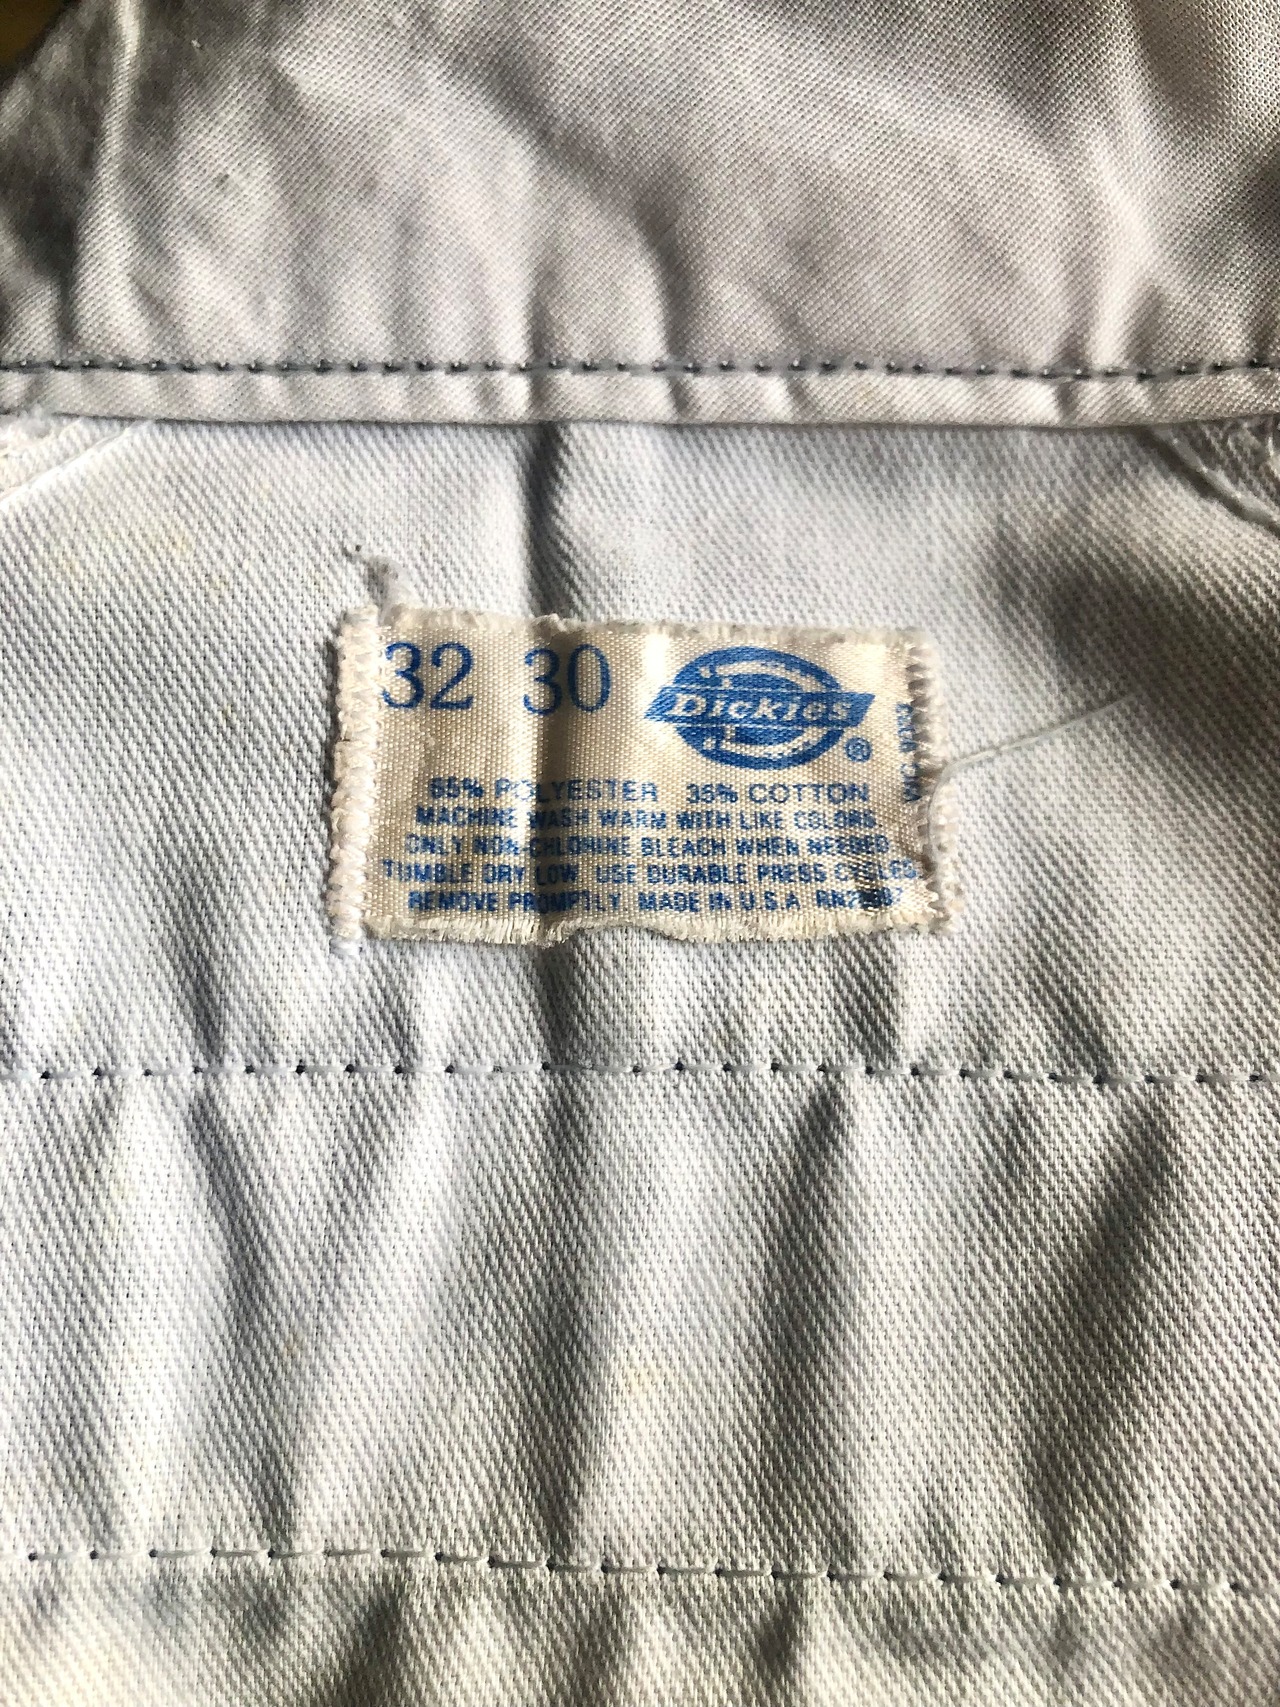 32 30 Dickies ®
65% POLYESTER 35% COTTON
MACHINE WASH WARM WITH LIKE COLORS.
ONLY NON-CHLORINE BLEACH WHEN NEEDED.
TUMBLE DRY LOW. USE DURABLE PRESS CYCLES.
REMOVE PROMPTLY. MADE IN U.S.A.